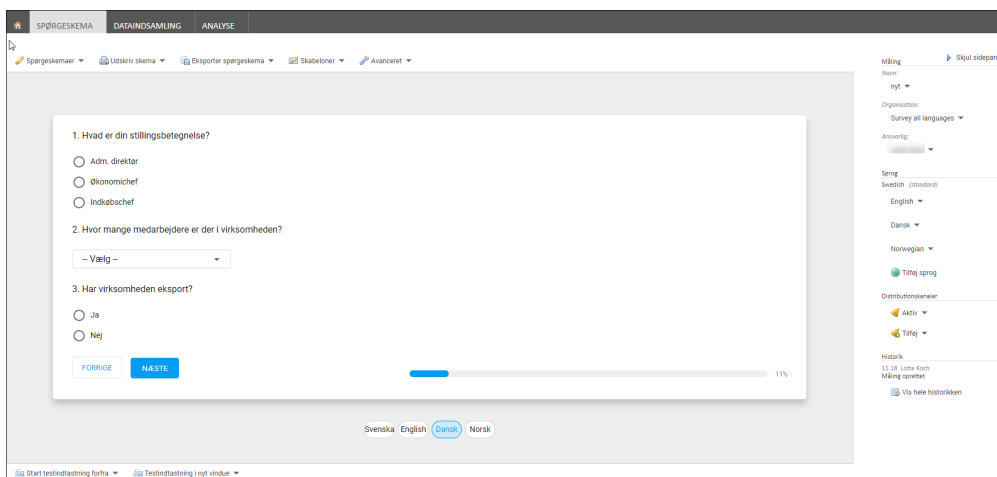 SPØRGESKEMA DATAINDSAMLING ANALYSE
Spørgeskemaer Udskriv skema Eksporter spørgeskema Skabeloner Avanceret
1. Hvad er din stillingsbetegnelse?
Adm. direktør
Økonomichef
Indkøbschef
2. Hvor mange medarbejdere er der i virksomheden?
-- Vælg --
3. Har virksomheden eksport?
Ja
Nej
FORRIGE NÆSTE 11%
Svenska English Dansk Norsk
Start testindtastning forfra Testindtastning i nyt vindue
Måling Skjul sidepan
Navn:
nyt
Organisation:
Survey all languages
Ansvarlig:
Sprog
Swedish (standard)
English
Dansk
Norwegian
Tilføj sprog
Distributionskanaler
Aktiv
Tilføj
Historik
11:18 Lotte Koch
Måling oprettet
Vis hele historikken